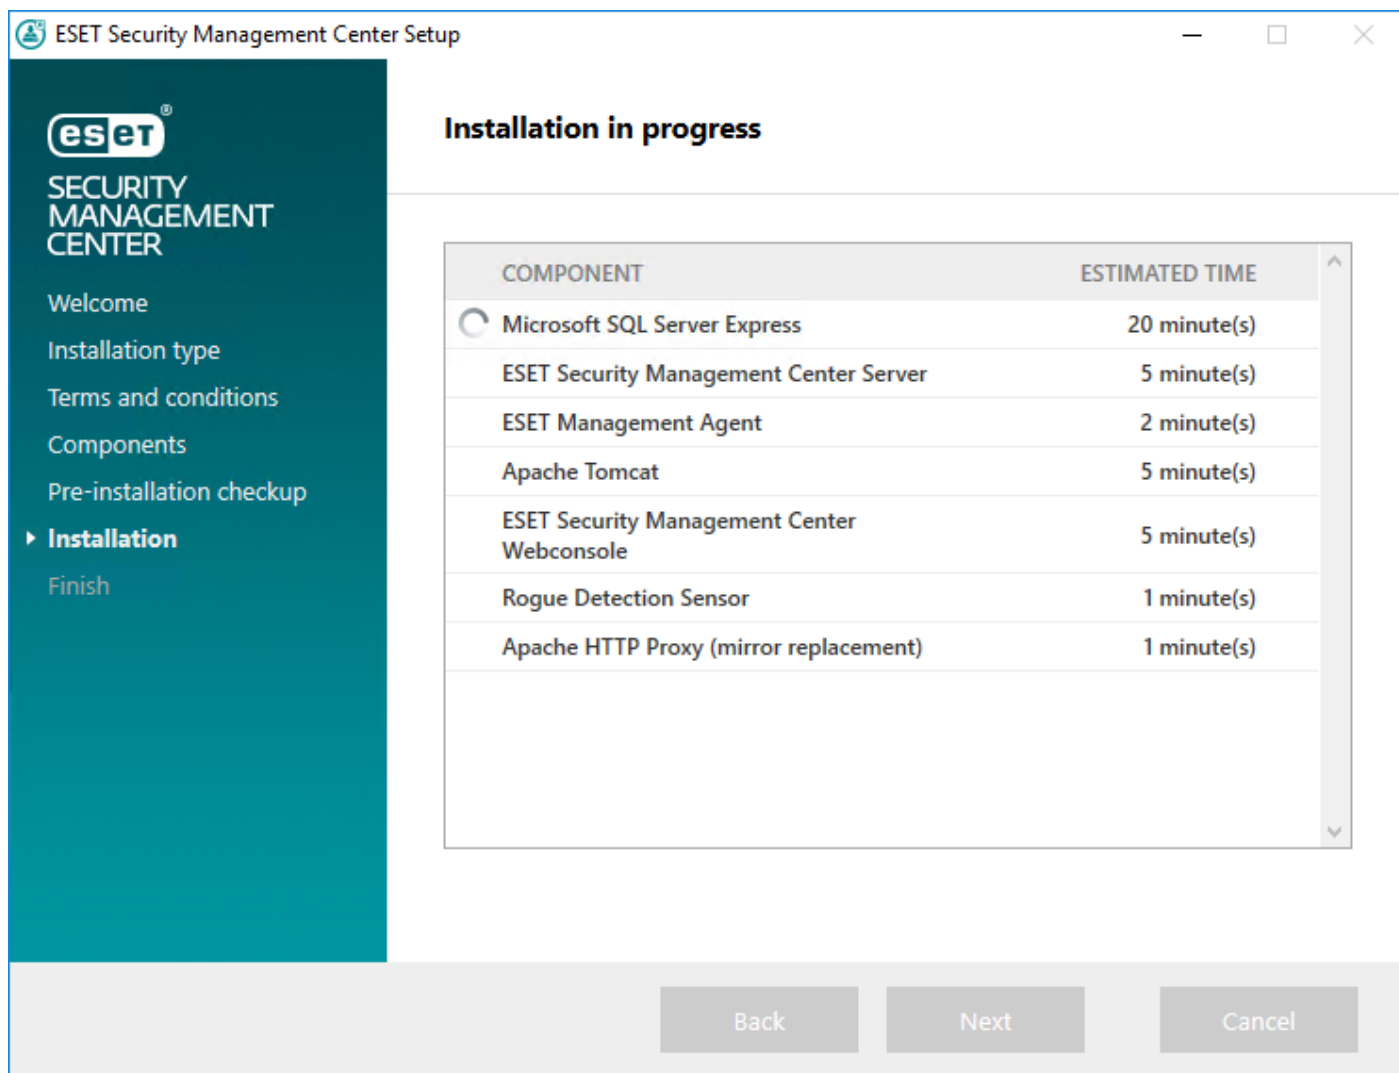 ESET Security Management Center Setup
eseT®
SECURITY
MANAGEMENT
CENTER
Welcome
Installation type
Terms and conditions
Components
Pre-installation checkup
Installation
Finish
Installation in progress
COMPONENT ESTIMATED TIME
Microsoft SQL Server Express 20 minute(s)
ESET Security Management Center Server 5 minute(s)
ESET Management Agent 2 minute(s)
Apache Tomcat 5 minute(s)
ESET Security Management Center
Webconsole 5 minute(s)
Rogue Detection Sensor 1 minute(s)
Apache HTTP Proxy (mirror replacement) 1 minute(s)
Back Next Cancel